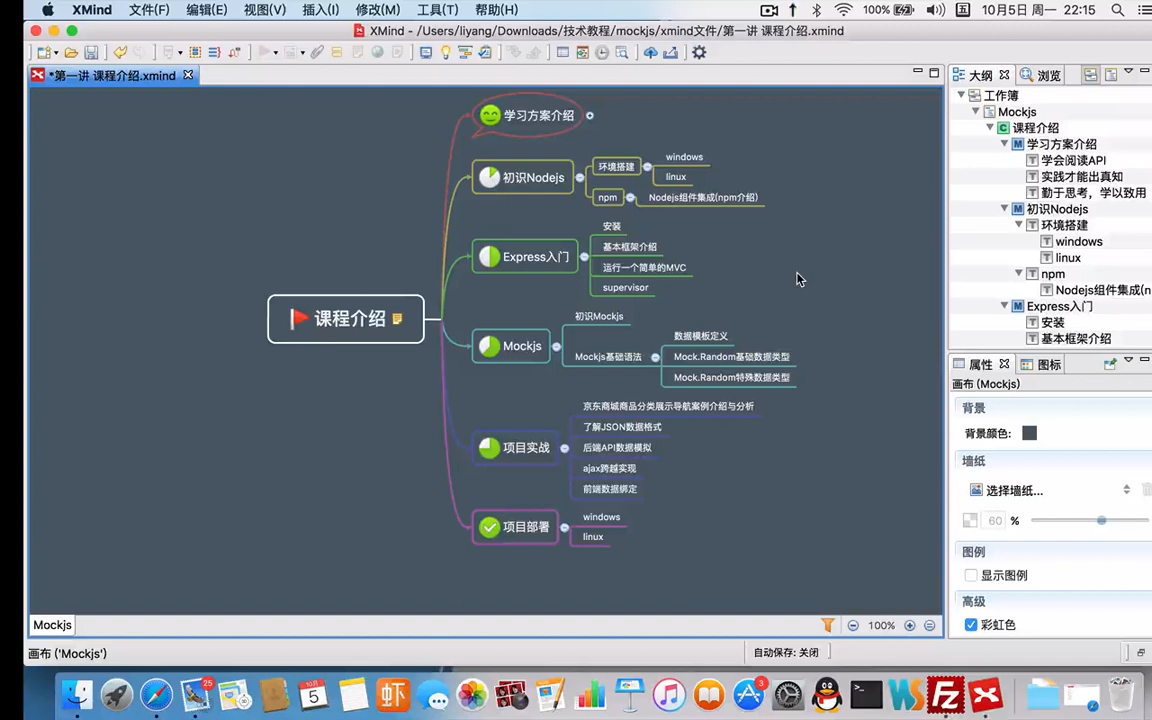 XMind 文件(F) 编辑(E) 视图(V) 插入(I) 修改(M) 工具(T) 帮助(H) 100% 五 10月5日 周一 22:15
XMind - /Users/liyang/Downloads/技术教程/mockjs/xmind文件/第一讲 课程介绍.xmind
*第一讲 课程介绍.xmind
学习方案介绍
初识Nodejs
环境搭建
windows
linux
npm
Nodejs组件集成(npm介绍)
Express入门
安装
基本框架介绍
运行一个简单的MVC
supervisor
课程介绍
Mockjs
初识Mockjs
Mockjs基础语法
数据模板定义
Mock.Random基础数据类型
Mock.Random特殊数据类型
项目实战
京东商城商品分类展示导航案例介绍与分析
了解JSON数据格式
后端API数据模拟
ajax跨越实现
前端数据绑定
项目部署
windows
linux
Mockjs
100%
画布 ('Mockjs')
自动保存: 关闭
大纲 浏览
工作簿
Mockjs
课程介绍
学习方案介绍
学会阅读API
实践才能出真知
勤于思考，学以致用
初识Nodejs
环境搭建
windows
linux
npm
Nodejs组件集成(n
Express入门
安装
基本框架介绍
属性 图标
画布 (Mockjs)
背景
背景颜色:
墙纸
选择墙纸...
60 %
图例
显示图例
高级
彩虹色
25
10月
5
虾
3
WS
Fz